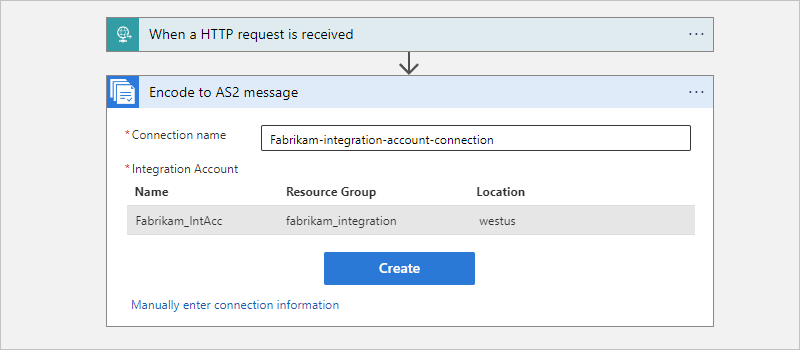 When a HTTP request is received
...
Encode to AS2 message
...
* Connection name
Fabrikam-integration-account-connection
* Integration Account
Name Resource Group Location
Fabrikam_IntAcc fabrikam_integration westus
Create
Manually enter connection information